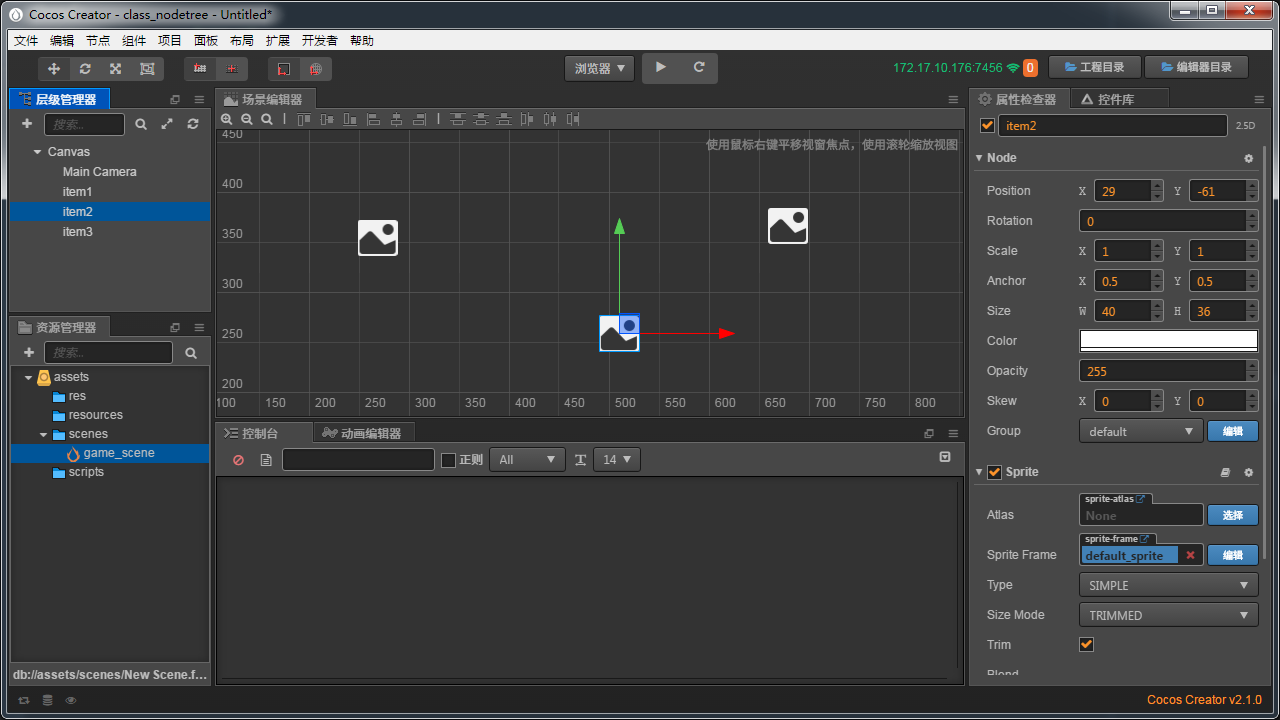 Cocos Creator - class_nodetree - Untitled*
文件 编辑 节点 组件 项目 面板 布局 扩展 开发者 帮助
浏览器
172.17.10.176:7456 0
工程目录 编辑器目录
层级管理器
搜索...
Canvas
Main Camera
item1
item2
item3
资源管理器
搜索...
assets
res
resources
scenes
game_scene
scripts
db://assets/scenes/New Scene.f...
场景编辑器
使用鼠标右键平移视窗焦点，使用滚轮缩放视图
450
400
350
300
250
200
100 150 200 250 300 350 400 450 500 550 600 650 700 750 800
控制台 动画编辑器
正则 All 14
属性检查器 控件库
item2 2.5D
Node
Position X 29 Y -61
Rotation 0
Scale X 1 Y 1
Anchor X 0.5 Y 0.5
Size W 40 H 36
Color
Opacity 255
Skew X 0 Y 0
Group default 编辑
Sprite
sprite-atlas
Atlas None 选择
sprite-frame
Sprite Frame default_sprite 编辑
Type SIMPLE
Size Mode TRIMMED
Trim
Blend
Cocos Creator v2.1.0